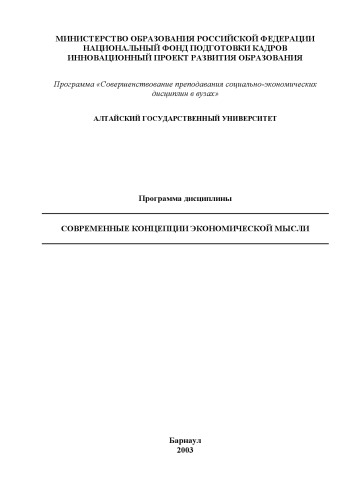 МИНИСТЕРСТВО ОБРАЗОВАНИЯ РОССИЙСКОЙ ФЕДЕРАЦИИ
НАЦИОНАЛЬНЫЙ ФОНД ПОДГОТОВКИ КАДРОВ
ИННОВАЦИОННЫЙ ПРОЕКТ РАЗВИТИЯ ОБРАЗОВАНИЯ
Программа «Совершенствование преподавания социально-экономических
дисциплин в вузах»
АЛТАЙСКИЙ ГОСУДАРСТВЕННЫЙ УНИВЕРСИТЕТ
Программа дисциплины
СОВРЕМЕННЫЕ КОНЦЕПЦИИ ЭКОНОМИЧЕСКОЙ МЫСЛИ
Барнаул
2003